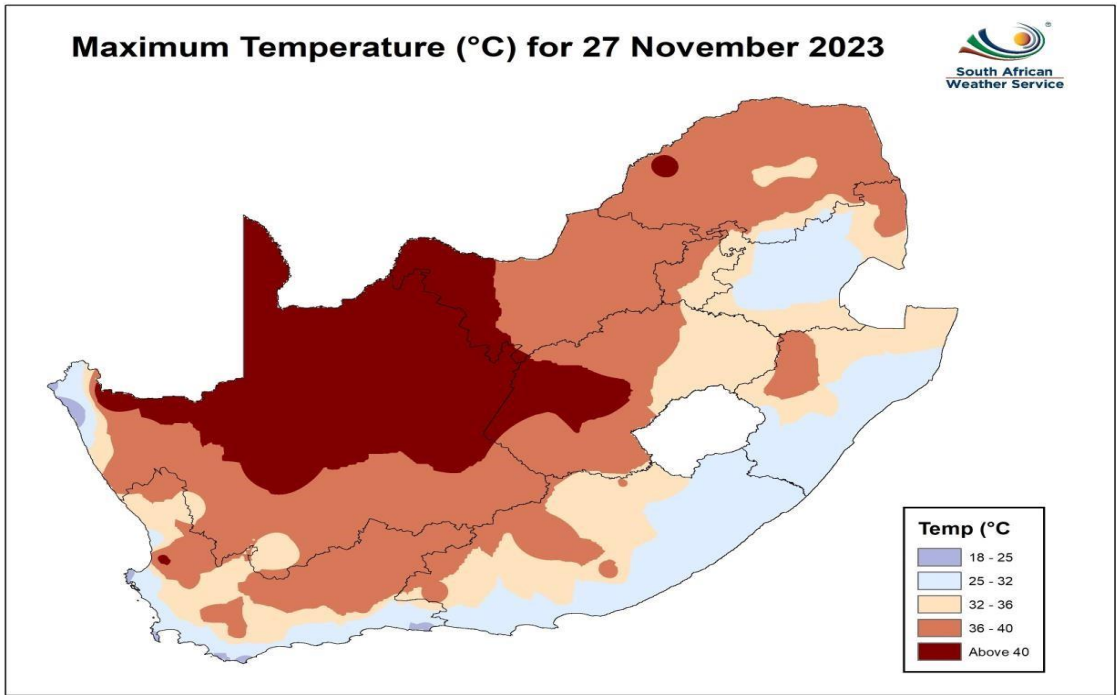 Maximum Temperature (°C) for 27 November 2023
®
South African
Weather Service
Temp (°C
18 - 25
25 - 32
32 - 36
36 - 40
Above 40